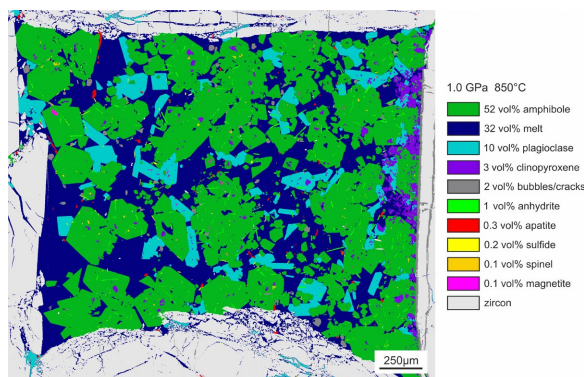 1.0 GPa 850°C
52 vol% amphibole
32 vol% melt
10 vol% plagioclase
3 vol% clinopyroxene
2 vol% bubbles/cracks
1 vol% anhydrite
0.3 vol% apatite
0.2 vol% sulfide
0.1 vol% spinel
0.1 vol% magnetite
zircon
250µm